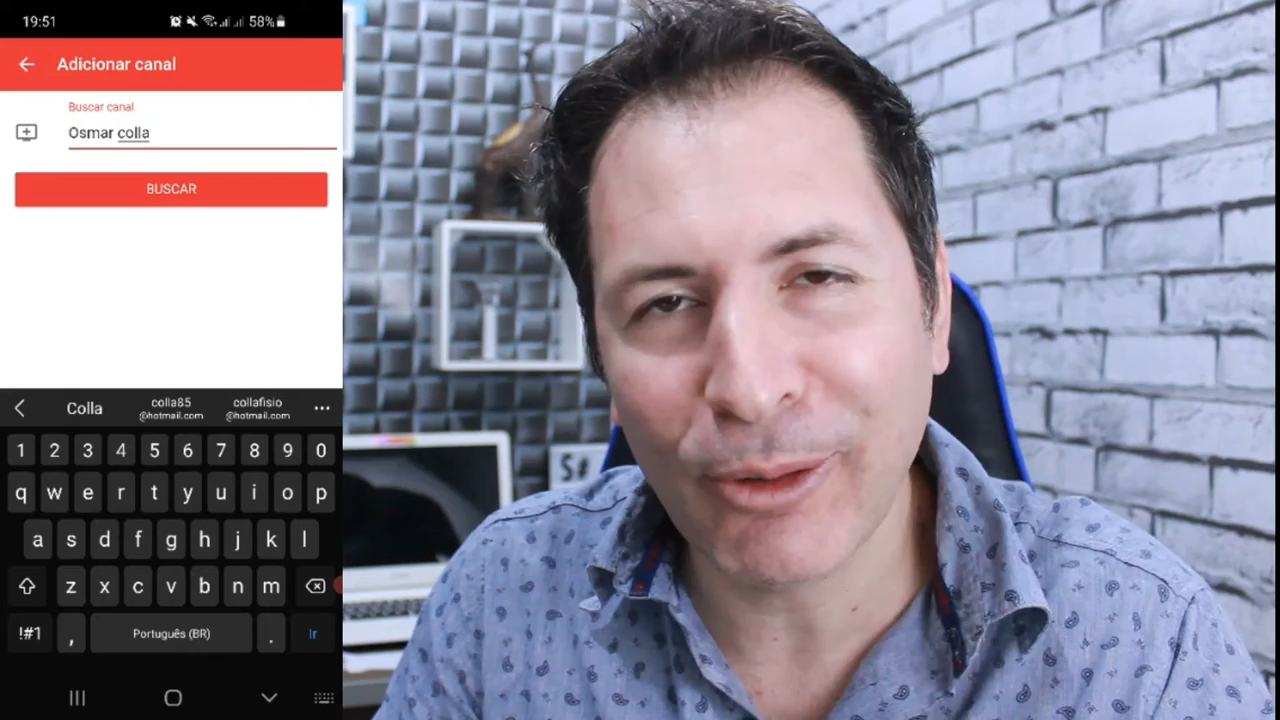 19:51
58%
Adicionar canal
Buscar canal
Osmar colla
BUSCAR
Colla
colla85
@hotmail.com
collafisio
@hotmail.com
1 2 3 4 5 6 7 8 9 0
q w e r t y u i o p
a s d f g h j k l
z x c v b n m
!#1 , Português (BR) . Ir